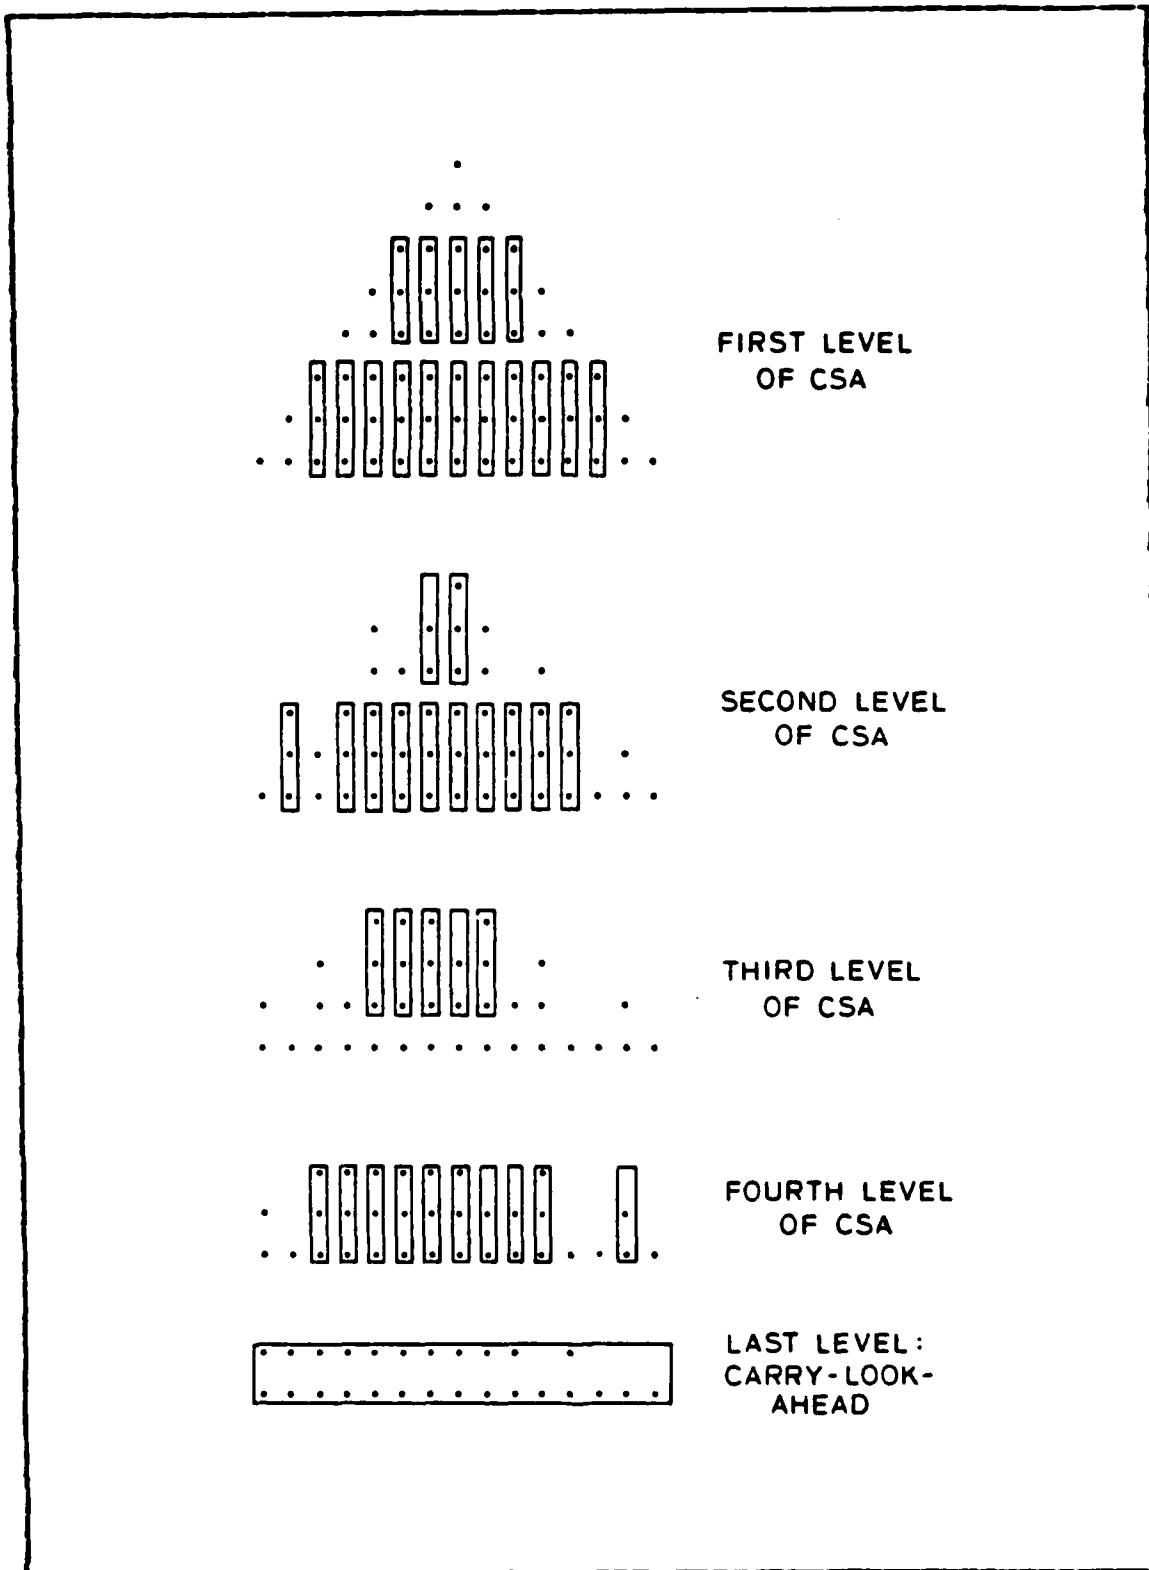 FIRST LEVEL
OF CSA
SECOND LEVEL
OF CSA
THIRD LEVEL
OF CSA
FOURTH LEVEL
OF CSA
LAST LEVEL:
CARRY-LOOK-
AHEAD